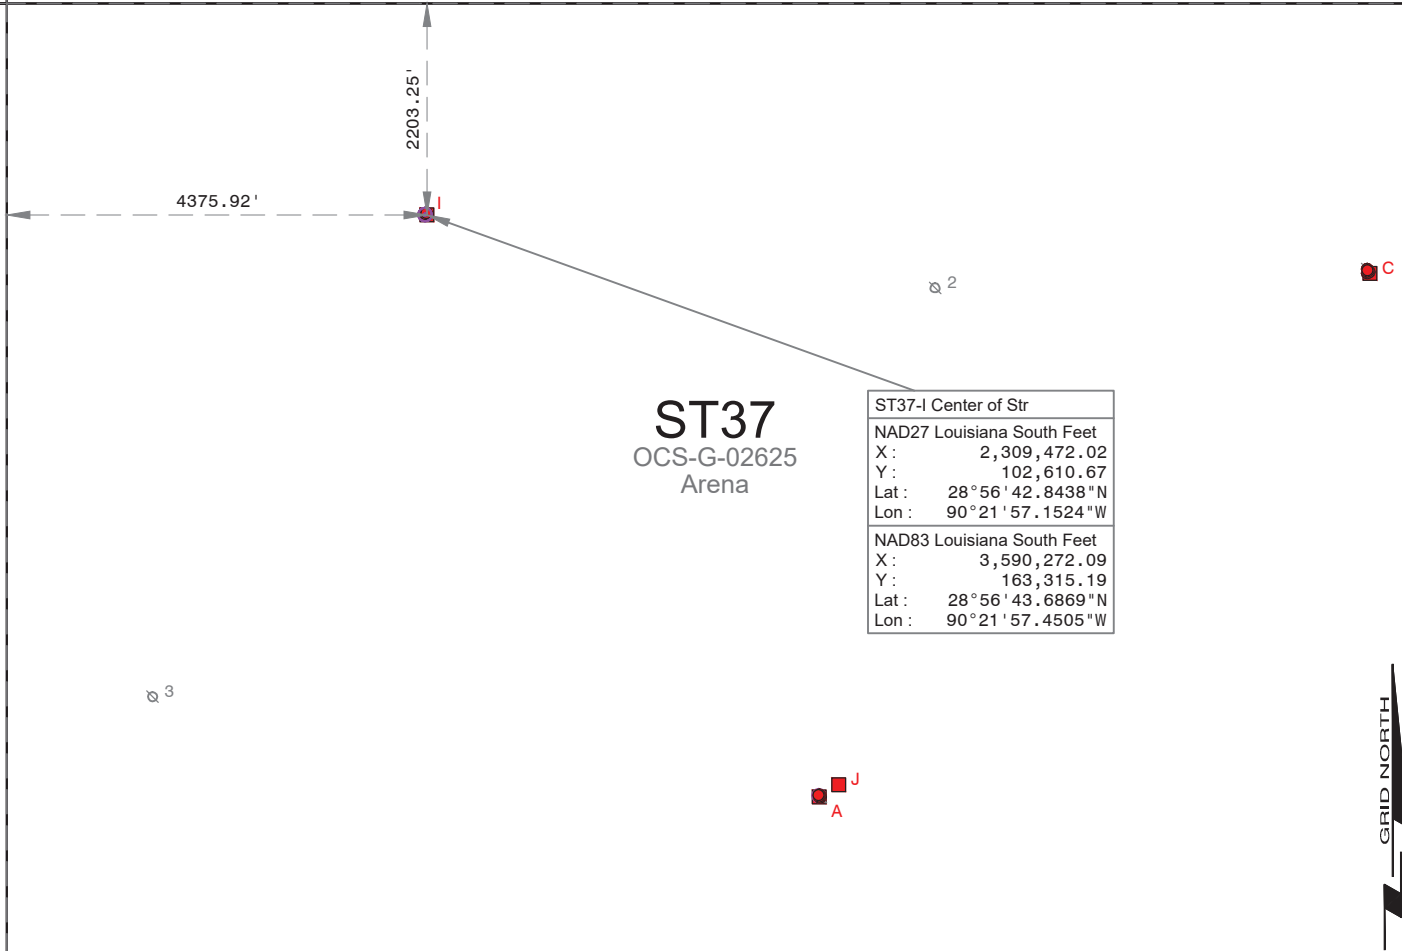 2203.25'
4375.92'
I
C
2
ST37
OCS-G-02625
Arena
ST37-I Center of Str
NAD27 Louisiana South Feet
X : 2,309,472.02
Y : 102,610.67
Lat : 28°56'42.8438"N
Lon : 90°21'57.1524"W
NAD83 Louisiana South Feet
X : 3,590,272.09
Y : 163,315.19
Lat : 28°56'43.6869"N
Lon : 90°21'57.4505"W
3
J
A
GRID NORTH